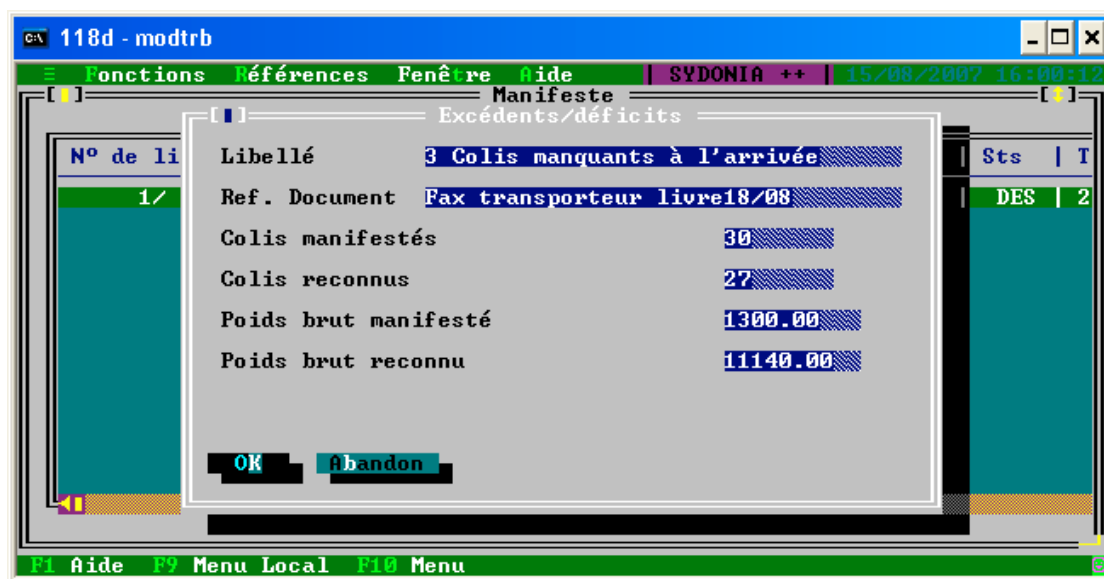 118d - modtrb
Fonctions Références Fenêtre Aide | SYDONIA ++ | 15/08/2007 16:00:12
Manifeste
Excédents/déficits
Nº de li | Sts | T
1/ | DES | 2
Libellé 3 Colis manquants à l'arrivée
Ref. Document Fax transporteur livre18/08
Colis manifestés 30
Colis reconnus 27
Poids brut manifesté 1300.00
Poids brut reconnu 11140.00
OK Abandon
F1 Aide F9 Menu Local F10 Menu